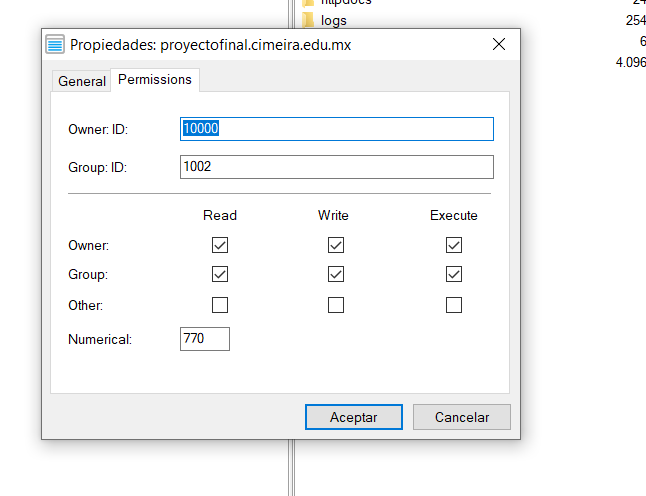 httpdocs
24
logs
254
6
4.096
Propiedades: proyectofinal.cimeira.edu.mx
General
Permissions
Owner: ID:
10000
Group: ID:
1002
Read
Write
Execute
Owner:
Group:
Other:
Numerical:
770
Aceptar
Cancelar